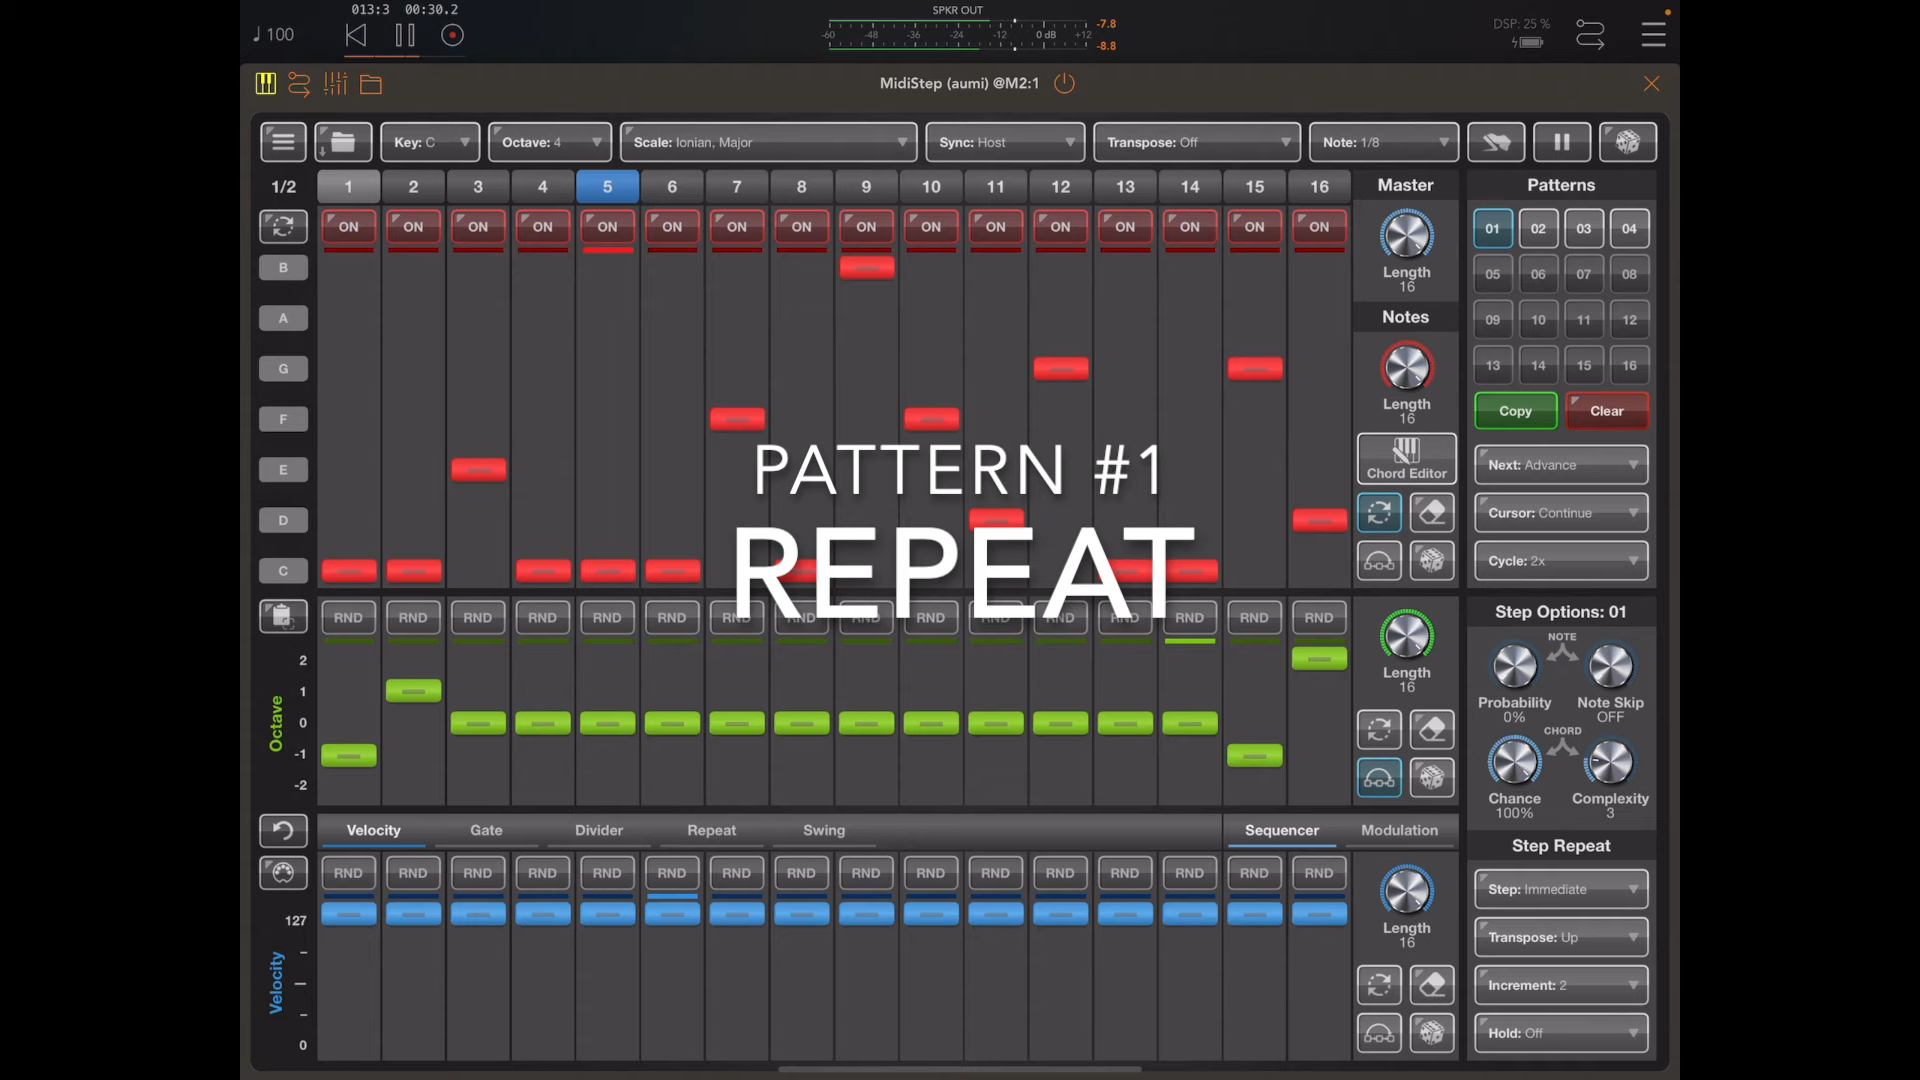 013:3 00:30.2
♩100
SPKR OUT
-60 -48 -36 -24 -12 0 dB +12
-7.8
-8.8
DSP: 25 %
MidiStep (aumi) @M2:1
Key: C
Octave: 4
Scale: Ionian, Major
Sync: Host
Transpose: Off
Note: 1/8
1/2 1 2 3 4 5 6 7 8 9 10 11 12 13 14 15 16
ON ON ON ON ON ON ON ON ON ON ON ON ON ON ON ON
B
A
G
F
E
D
C
PATTERN #1
REPEAT
Master
Length
16
Notes
Length
16
Chord Editor
Patterns
01 02 03 04
05 06 07 08
09 10 11 12
13 14 15 16
Copy Clear
Next: Advance
Cursor: Continue
Cycle: 2x
RND RND RND RND RND RND RND RND RND RND RND RND RND RND RND RND
Octave
2
1
0
-1
-2
Length
16
Step Options: 01
NOTE
Probability
0%
Note Skip
OFF
CHORD
Chance
100%
Complexity
3
Velocity Gate Divider Repeat Swing Sequencer Modulation
RND RND RND RND RND RND RND RND RND RND RND RND RND RND RND RND
Velocity
127
0
Length
16
Step Repeat
Step: Immediate
Transpose: Up
Increment: 2
Hold: Off